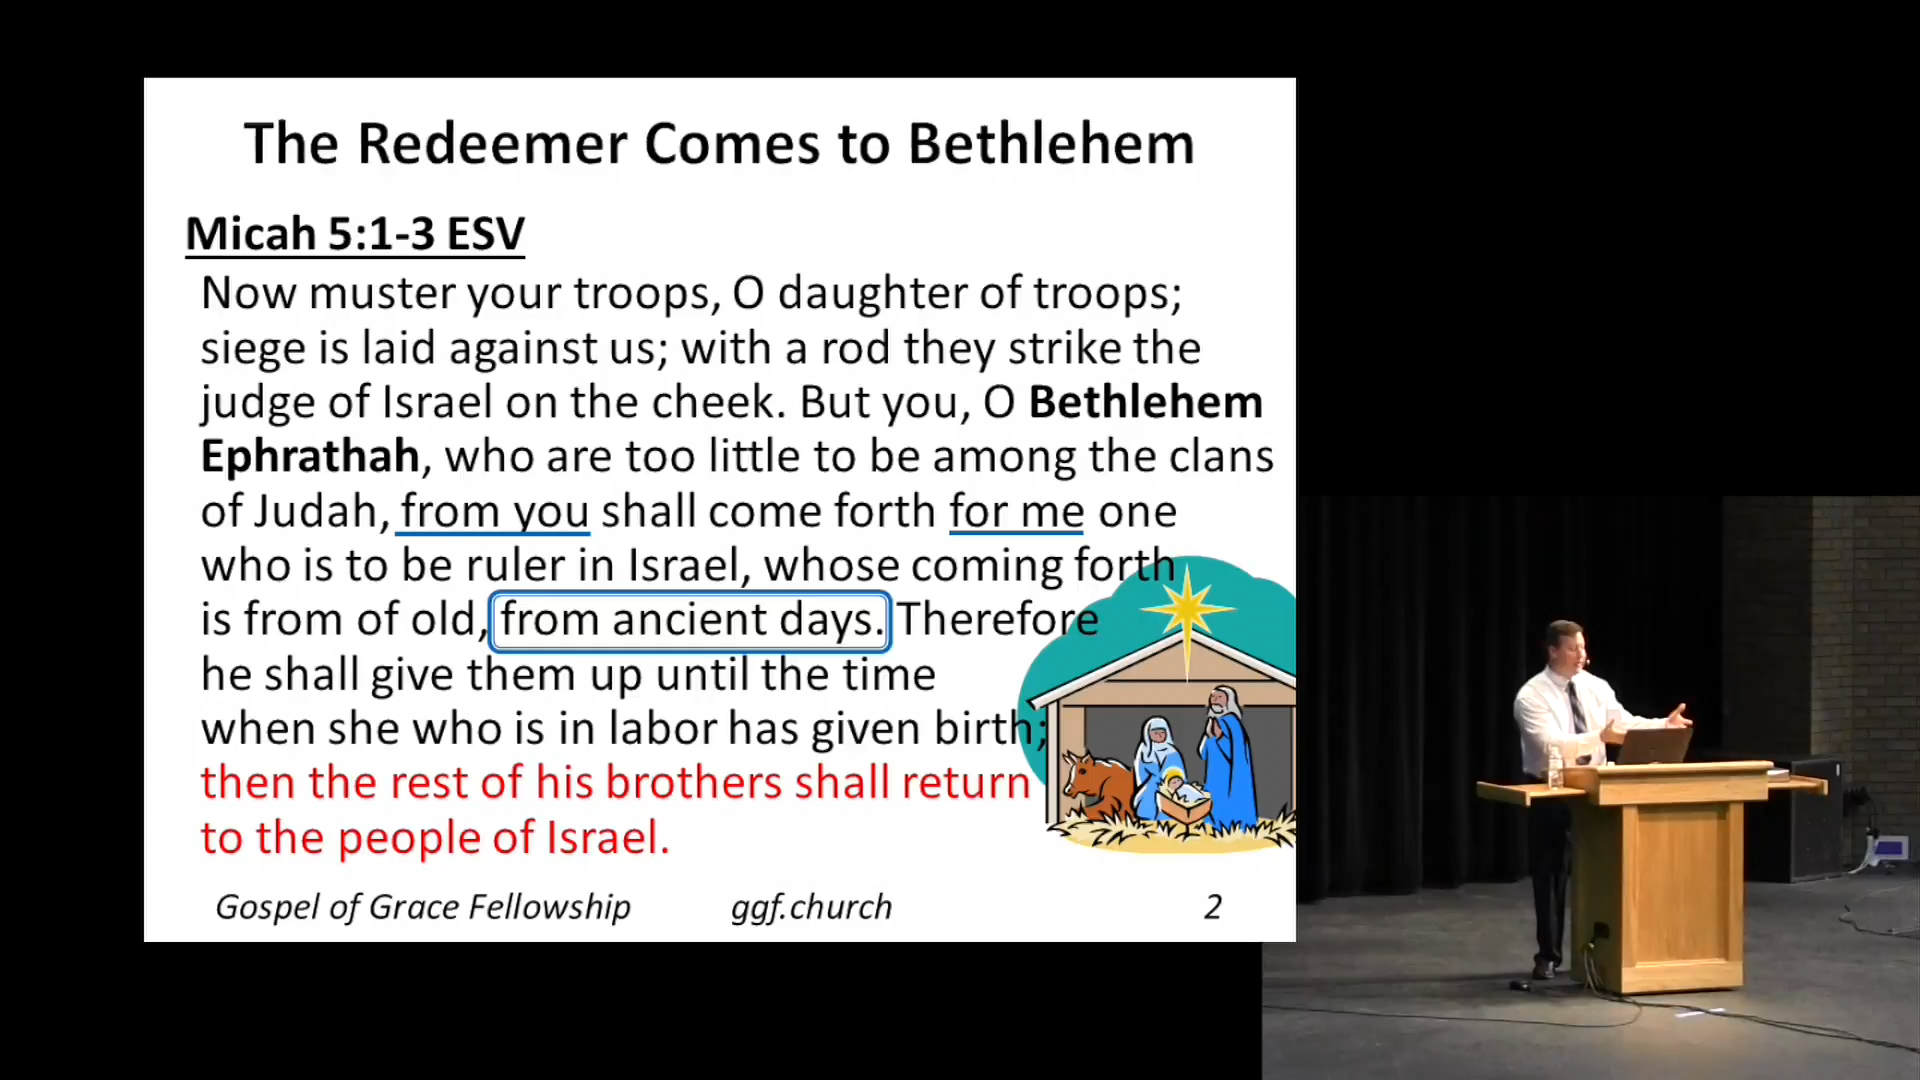 The Redeemer Comes to Bethlehem
Micah 5:1-3 ESV
Now muster your troops, O daughter of troops;
siege is laid against us; with a rod they strike the
judge of Israel on the cheek. But you, O Bethlehem
Ephrathah, who are too little to be among the clans
of Judah, from you shall come forth for me one
who is to be ruler in Israel, whose coming forth
is from of old, from ancient days. Therefore
he shall give them up until the time
when she who is in labor has given birth;
then the rest of his brothers shall return
to the people of Israel.
Gospel of Grace Fellowship ggf.church 2